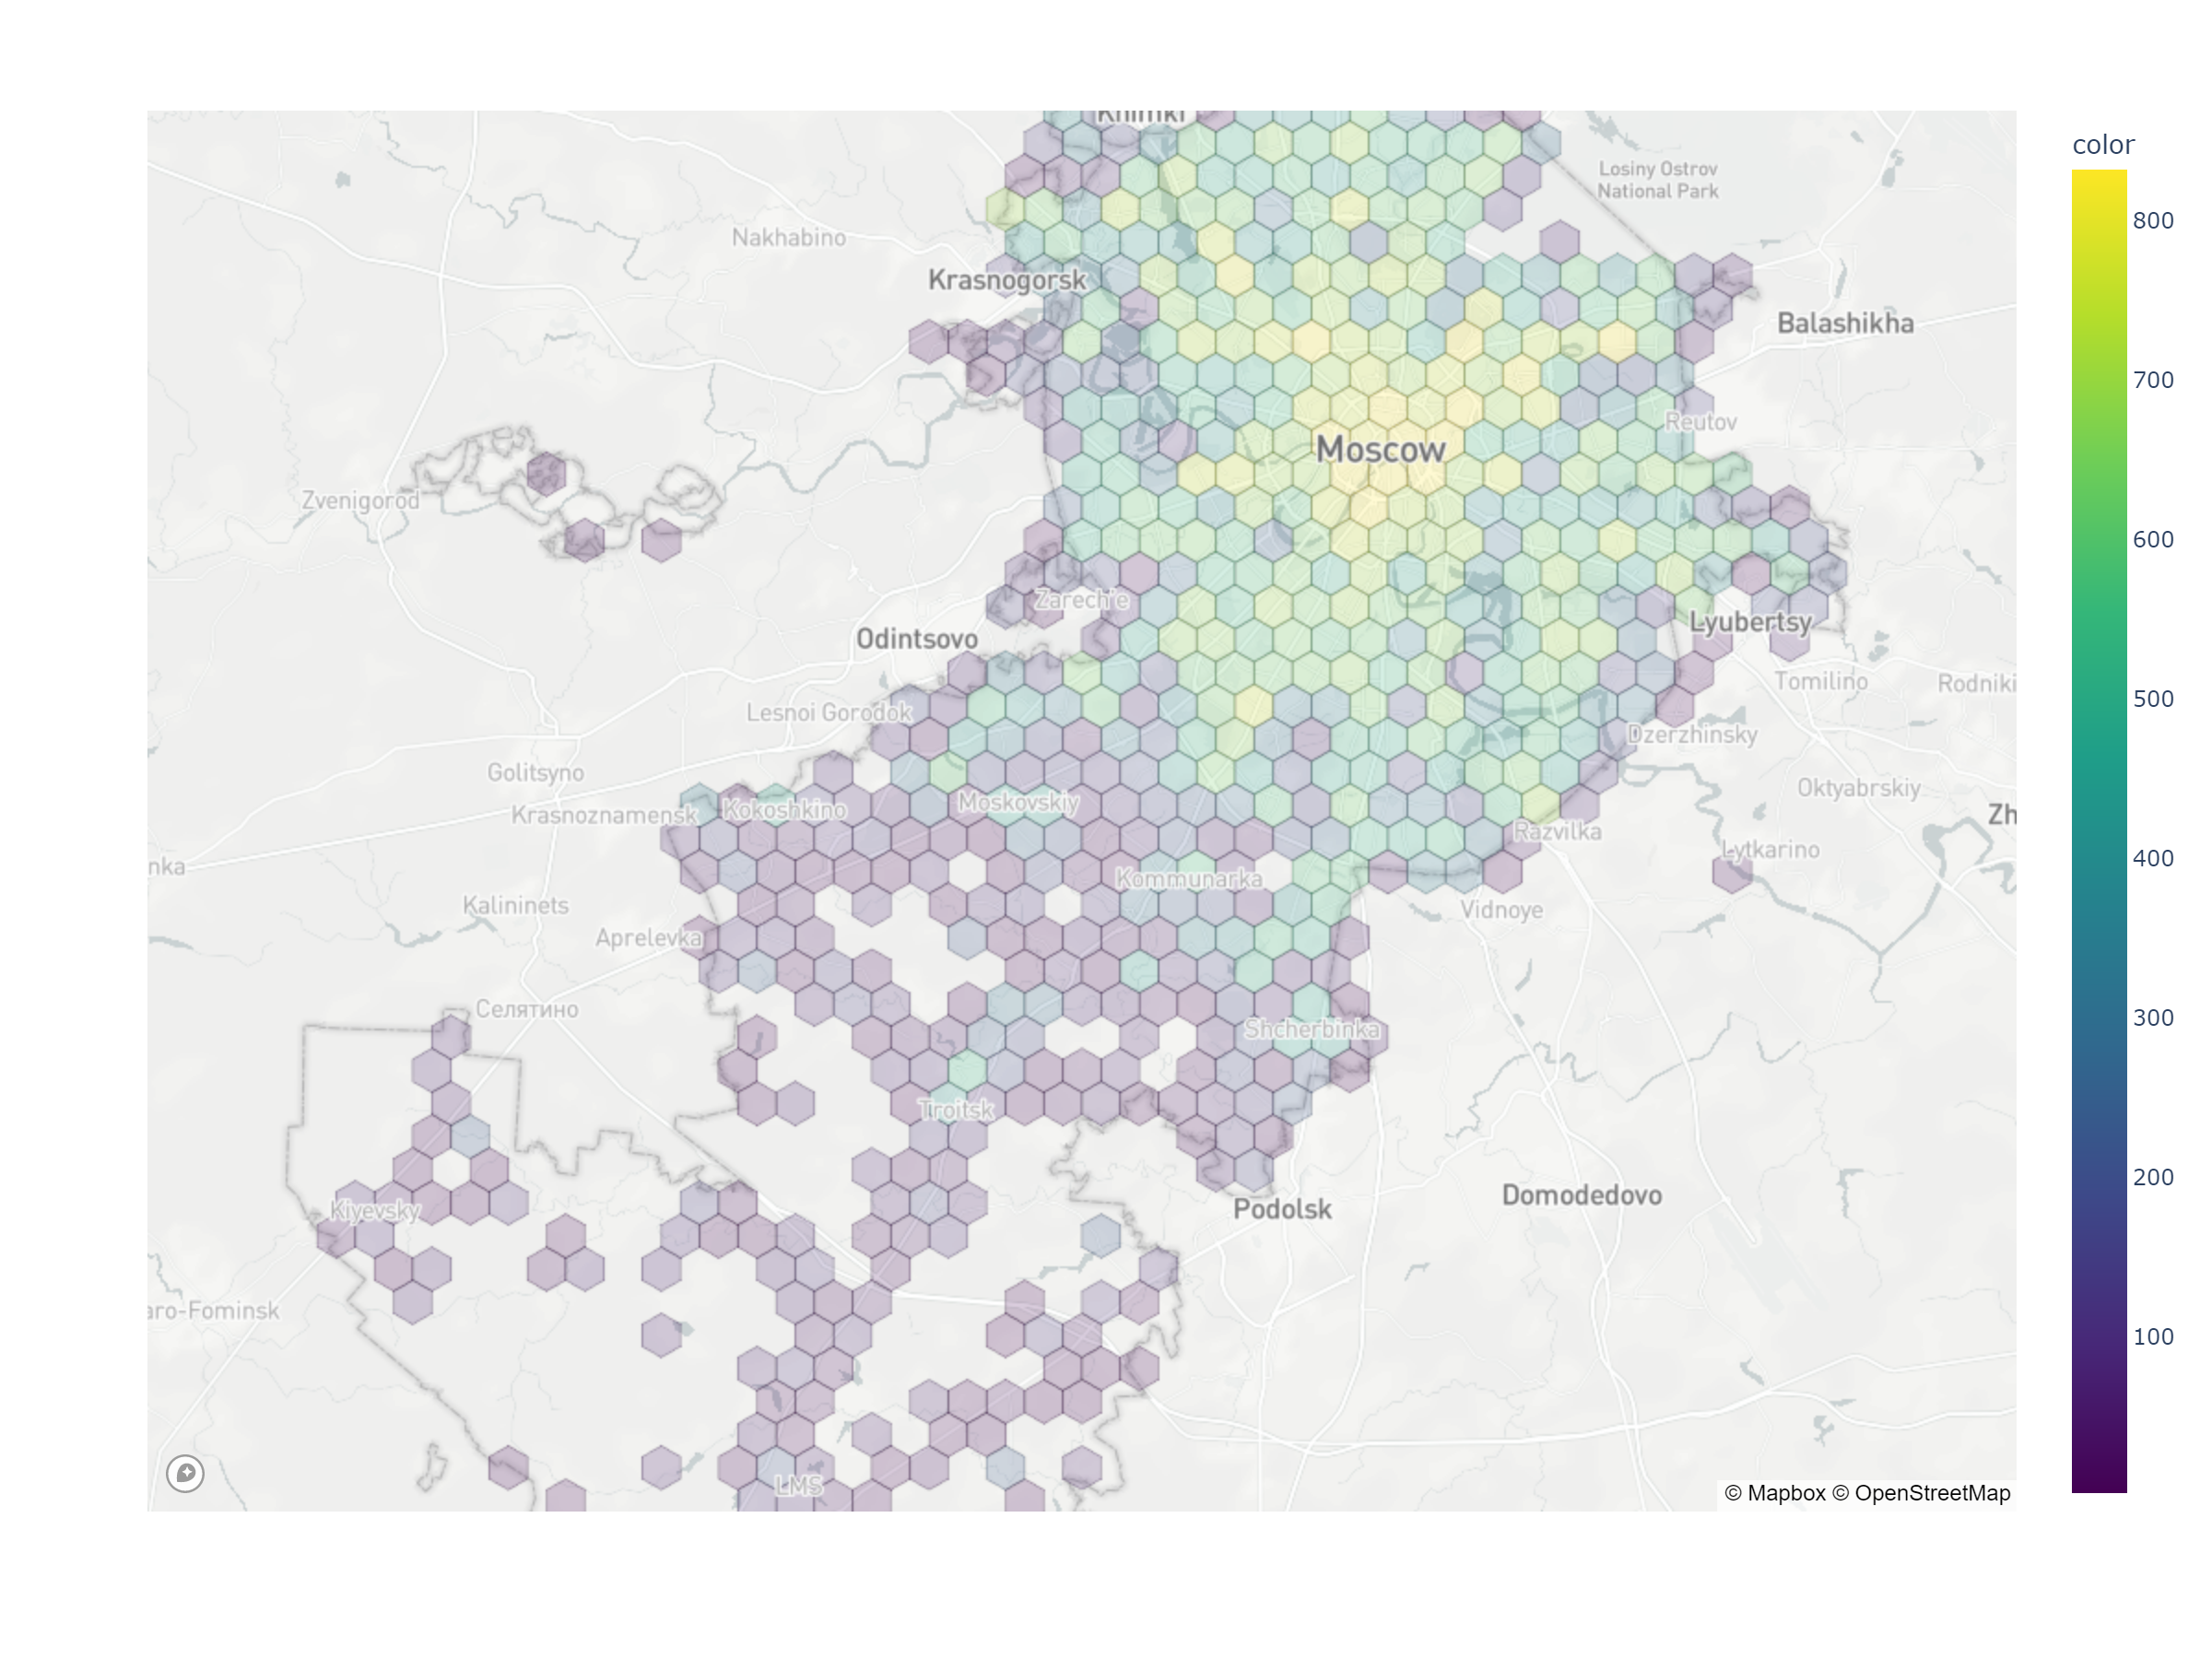 Khimki
color
Losiny Ostrov
National Park
800
Nakhabino
Krasnogorsk
Balashikha
700
Reutov
Moscow
Zvenigorod
600
Zarech'e
Lyubertsy
Odintsovo
Tomilino
Rodniki
500
Lesnoi Gorodok
Dzerzhinsky
Golitsyno
Oktyabrskiy
Moskovskiy
Kokoshkino
Krasnoznamensk
Zh
Razvilka
Lytkarino
400
nka
Kommunarka
Kalininets
Vidnoye
Aprelevka
Селятино
300
Shcherbinka
Troitsk
200
Domodedovo
Podolsk
Kiyevsky
aro-Fominsk
100
LMS
© Mapbox © OpenStreetMap